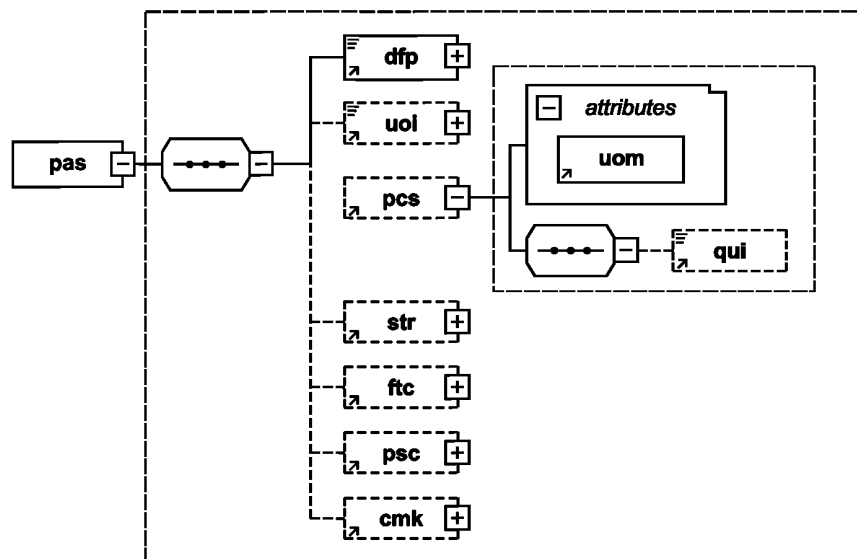 dfp
uoi
pas
pcs
attributes
uom
qui
str
ftc
psc
cmk